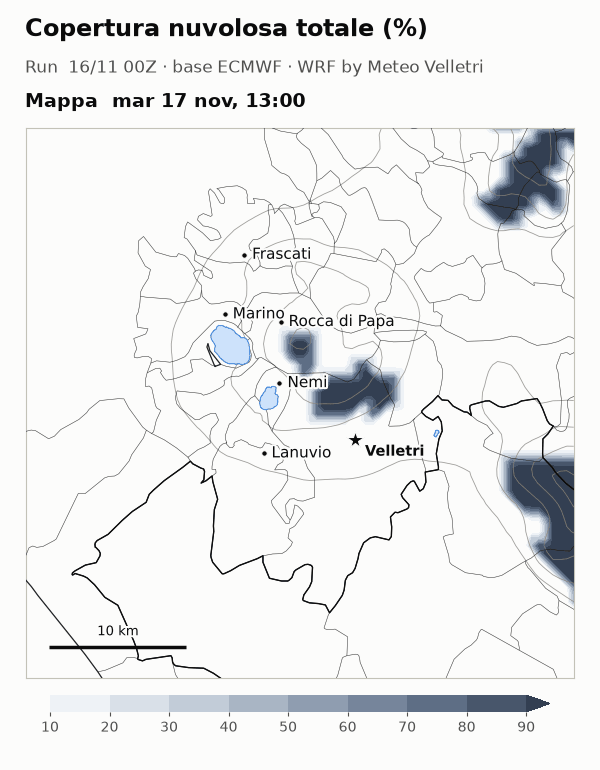 Copertura nuvolosa totale (%)
Run 16/11 00Z · base ECMWF · WRF by Meteo Velletri
Mappa mar 17 nov, 13:00
Frascati
Marino
Rocca di Papa
Nemi
Velletri
Lanuvio
10 km
10 20 30 40 50 60 70 80 90